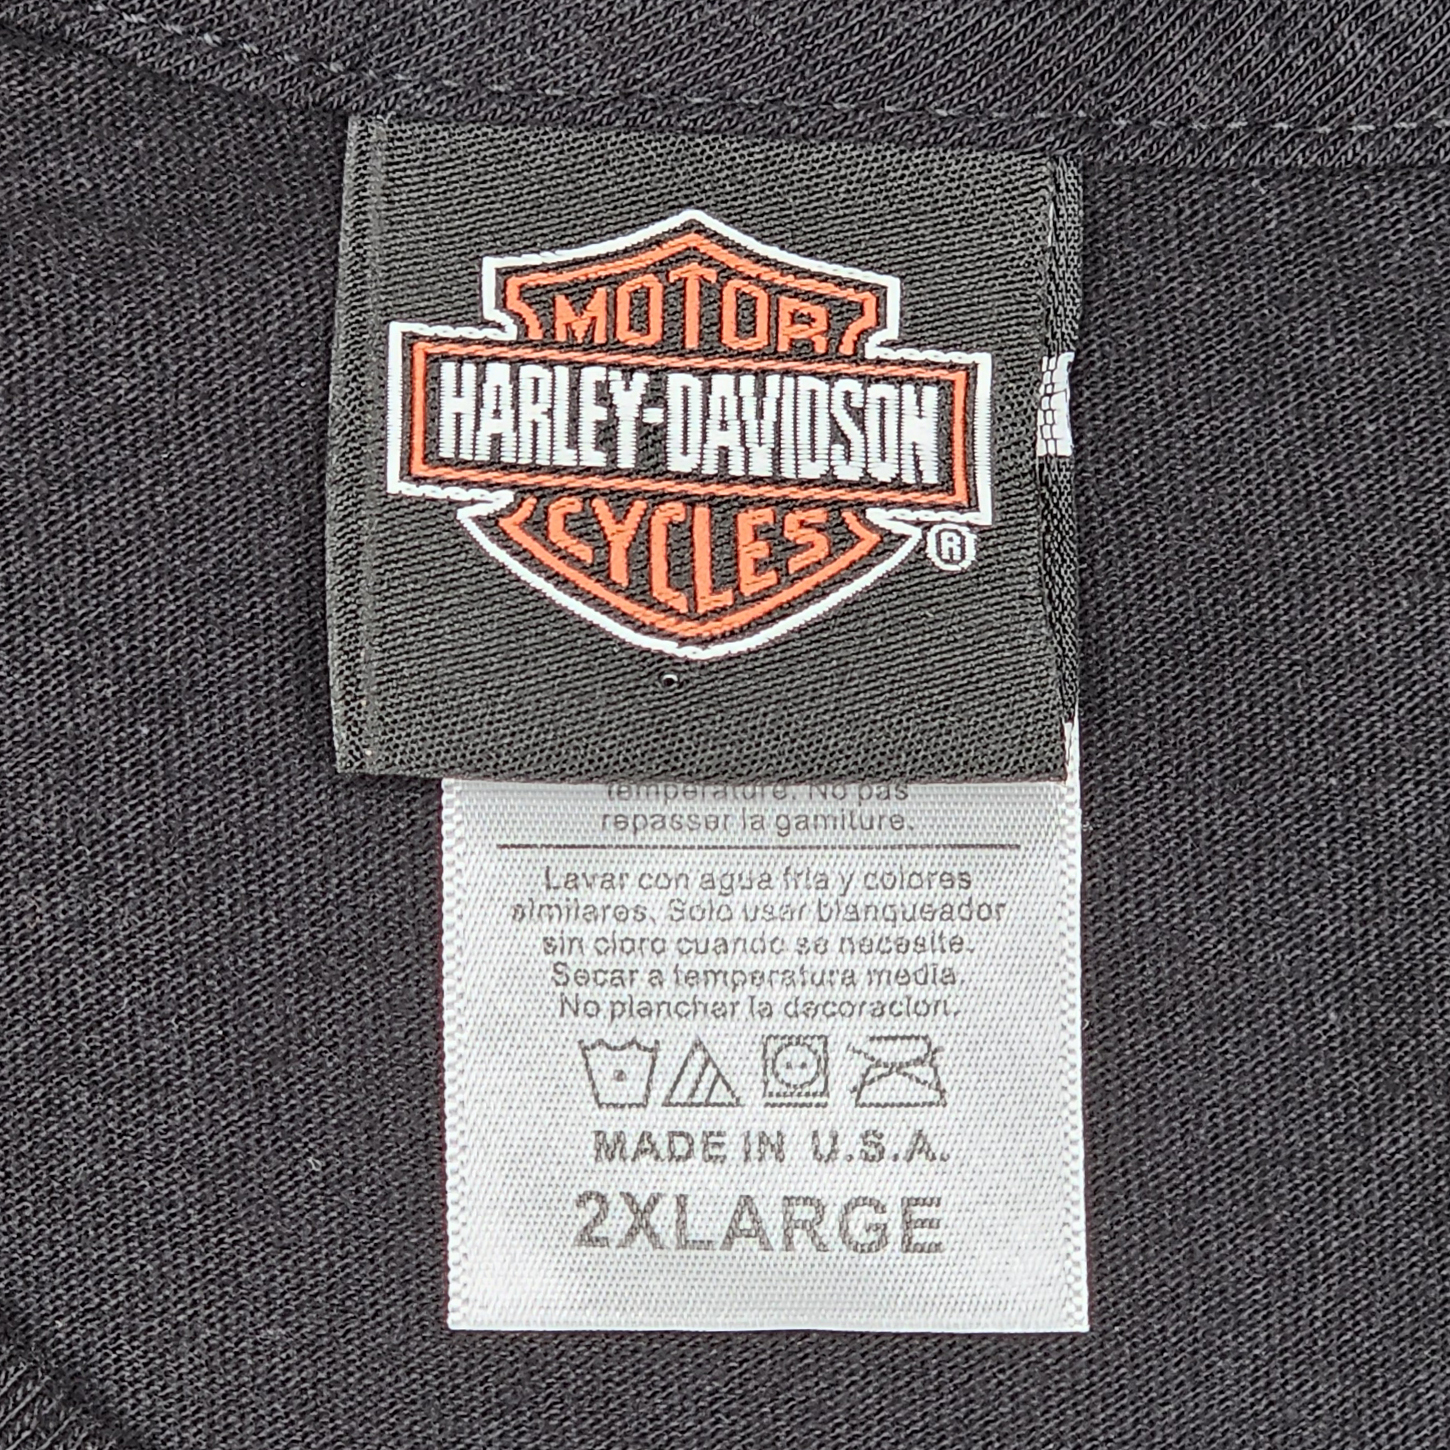 MOTOR
HARLEY-DAVIDSON
CYCLES
®
temperature. No pas
repasser la garniture.
Lavar con agua fria y colores
similares. Solo usar blanqueador
sin cloro cuando se necesite.
Secar a temperatura media
No planchar la decoracion.
MADE IN U.S.A.
2XLARGE